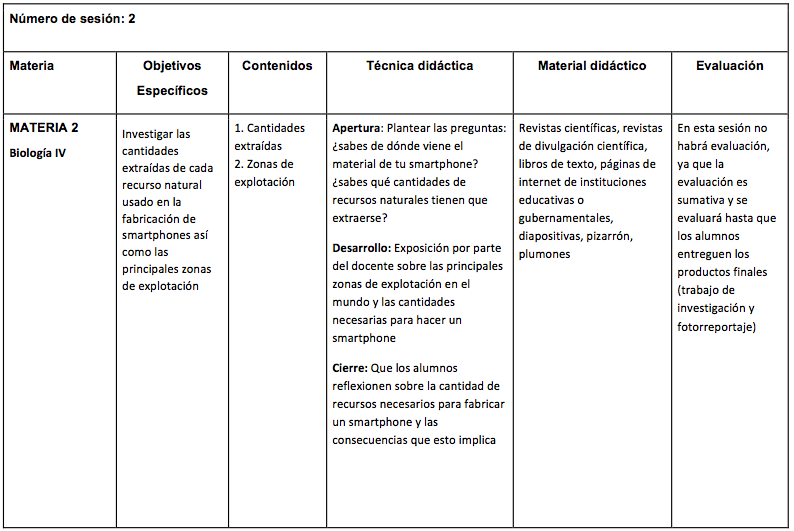 Número de sesión: 2
Materia
Objetivos
Específicos
Contenidos
Técnica didáctica
Material didáctico
Evaluación
MATERIA 2
Biología IV
Investigar las
cantidades
extraídas de cada
recurso natural
usado en la
fabricación de
smartphones así
como las
principales zonas
de explotación
1. Cantidades
extraídas
2. Zonas de
explotación
Apertura: Plantear las preguntas:
¿sabes de dónde viene el
material de tu smartphone?
¿sabes qué cantidades de
recursos naturales tienen que
extraerse?
Desarrollo: Exposición por parte
del docente sobre las principales
zonas de explotación en el
mundo y las cantidades
necesarias para hacer un
smartphone
Cierre: Que los alumnos
reflexionen sobre la cantidad de
recursos necesarios para fabricar
un smartphone y las
consecuencias que esto implica
Revistas científicas, revistas
de divulgación científica,
libros de texto, páginas de
internet de instituciones
educativas o
gubernamentales,
diapositivas, pizarrón,
plumones
En esta sesión no
habrá evaluación,
ya que la
evaluación es
sumativa y se
evaluará hasta que
los alumnos
entreguen los
productos finales
(trabajo de
investigación y
fotorreportaje)